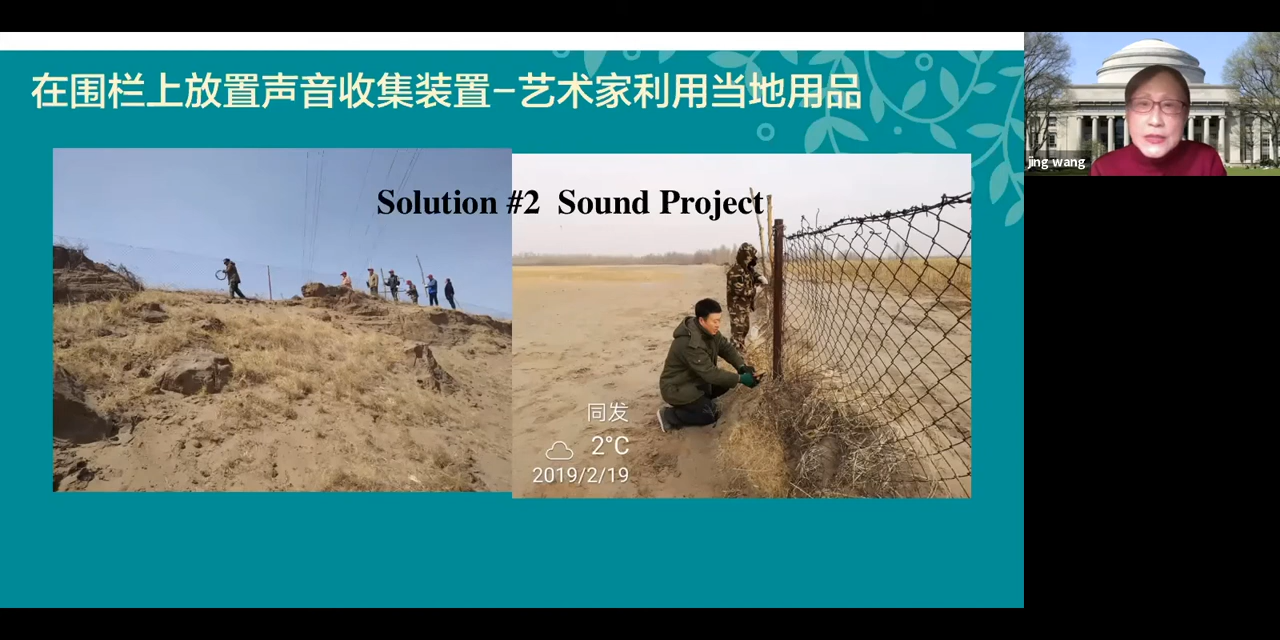 在围栏上放置声音收集装置–艺术家利用当地用品
Solution #2 Sound Project
同发
2°C
2019/2/19
jing wang